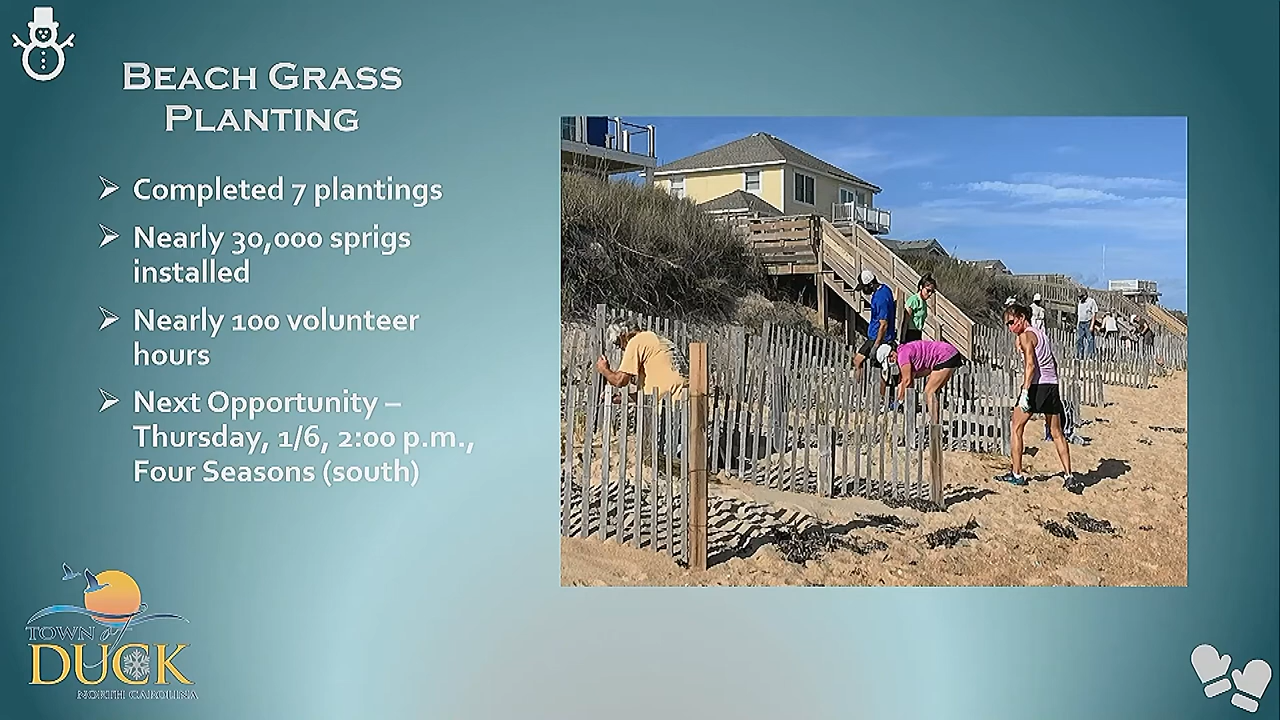 BEACH GRASS
PLANTING
Completed 7 plantings
Nearly 30,000 sprigs
installed
Nearly 100 volunteer
hours
Next Opportunity –
Thursday, 1/6, 2:00 p.m.,
Four Seasons (south)
TOWN of
DUCK
NORTH CAROLINA